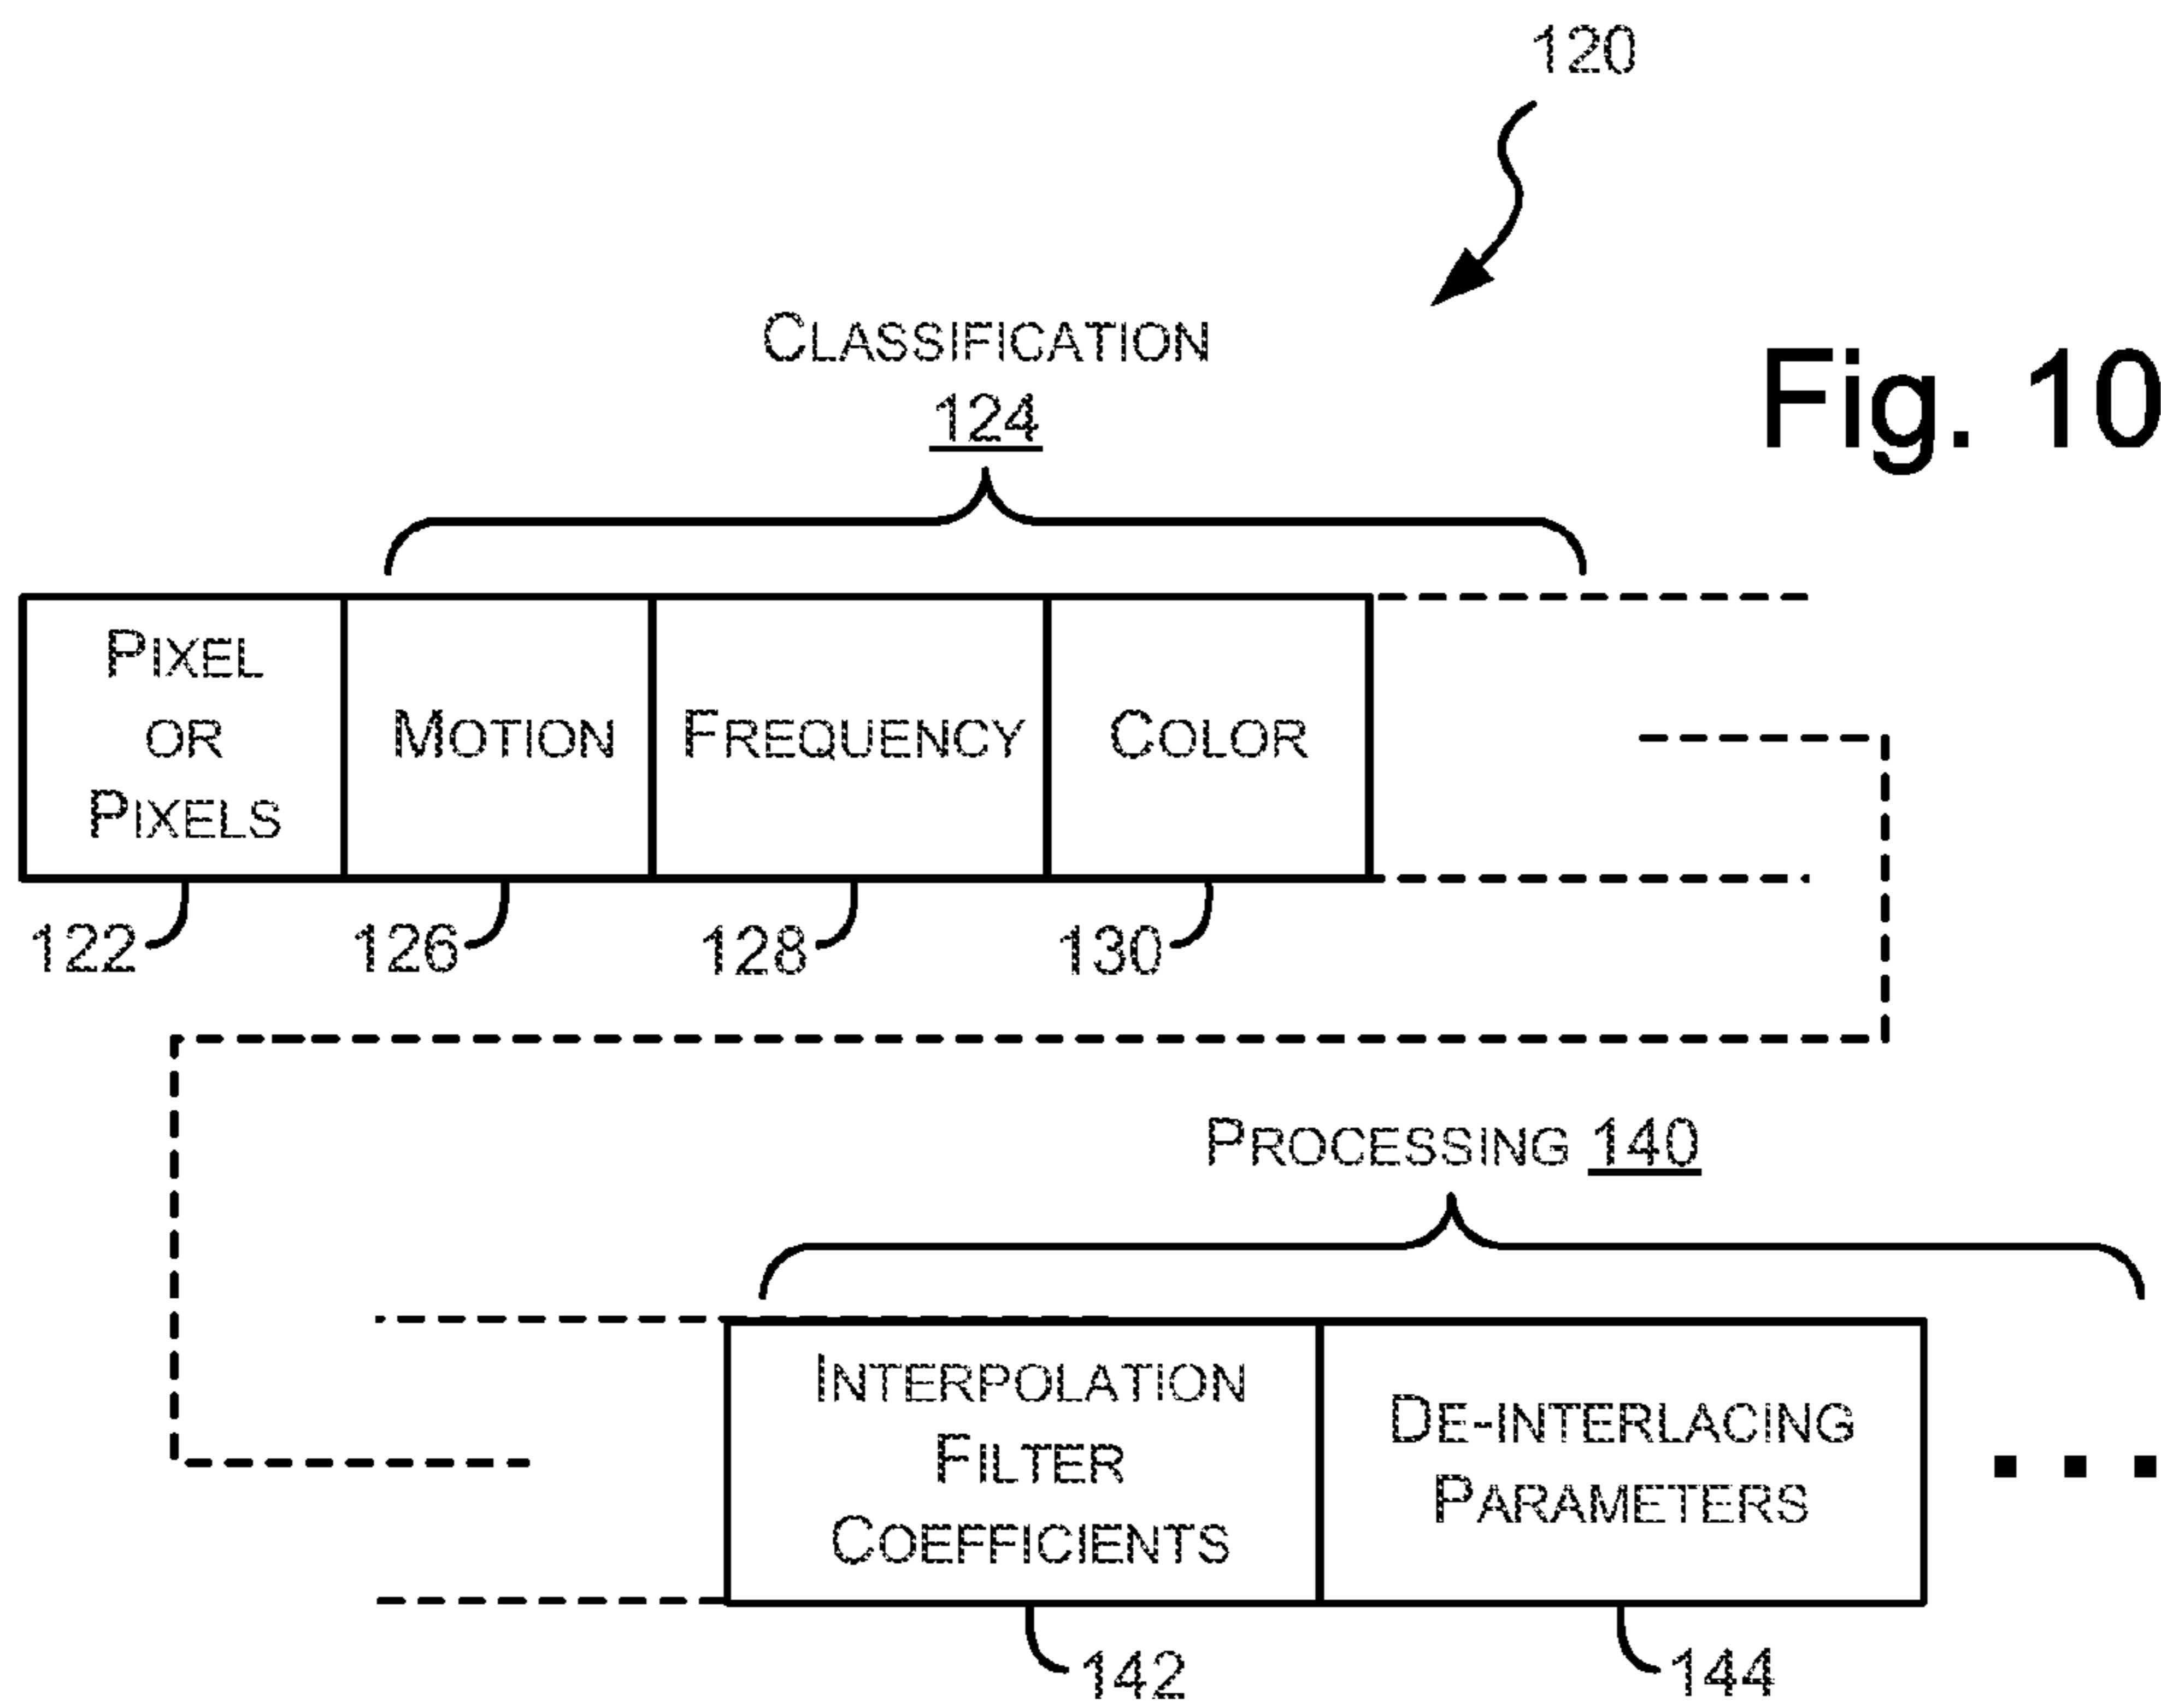 120
CLASSIFICATION
124
Fig. 10
PIXEL
OR
PIXELS
MOTION
FREQUENCY
COLOR
122
126
128
130
PROCESSING 140
INTERPOLATION
FILTER
COEFFICIENTS
DE-INTERLACING
PARAMETERS
142
144